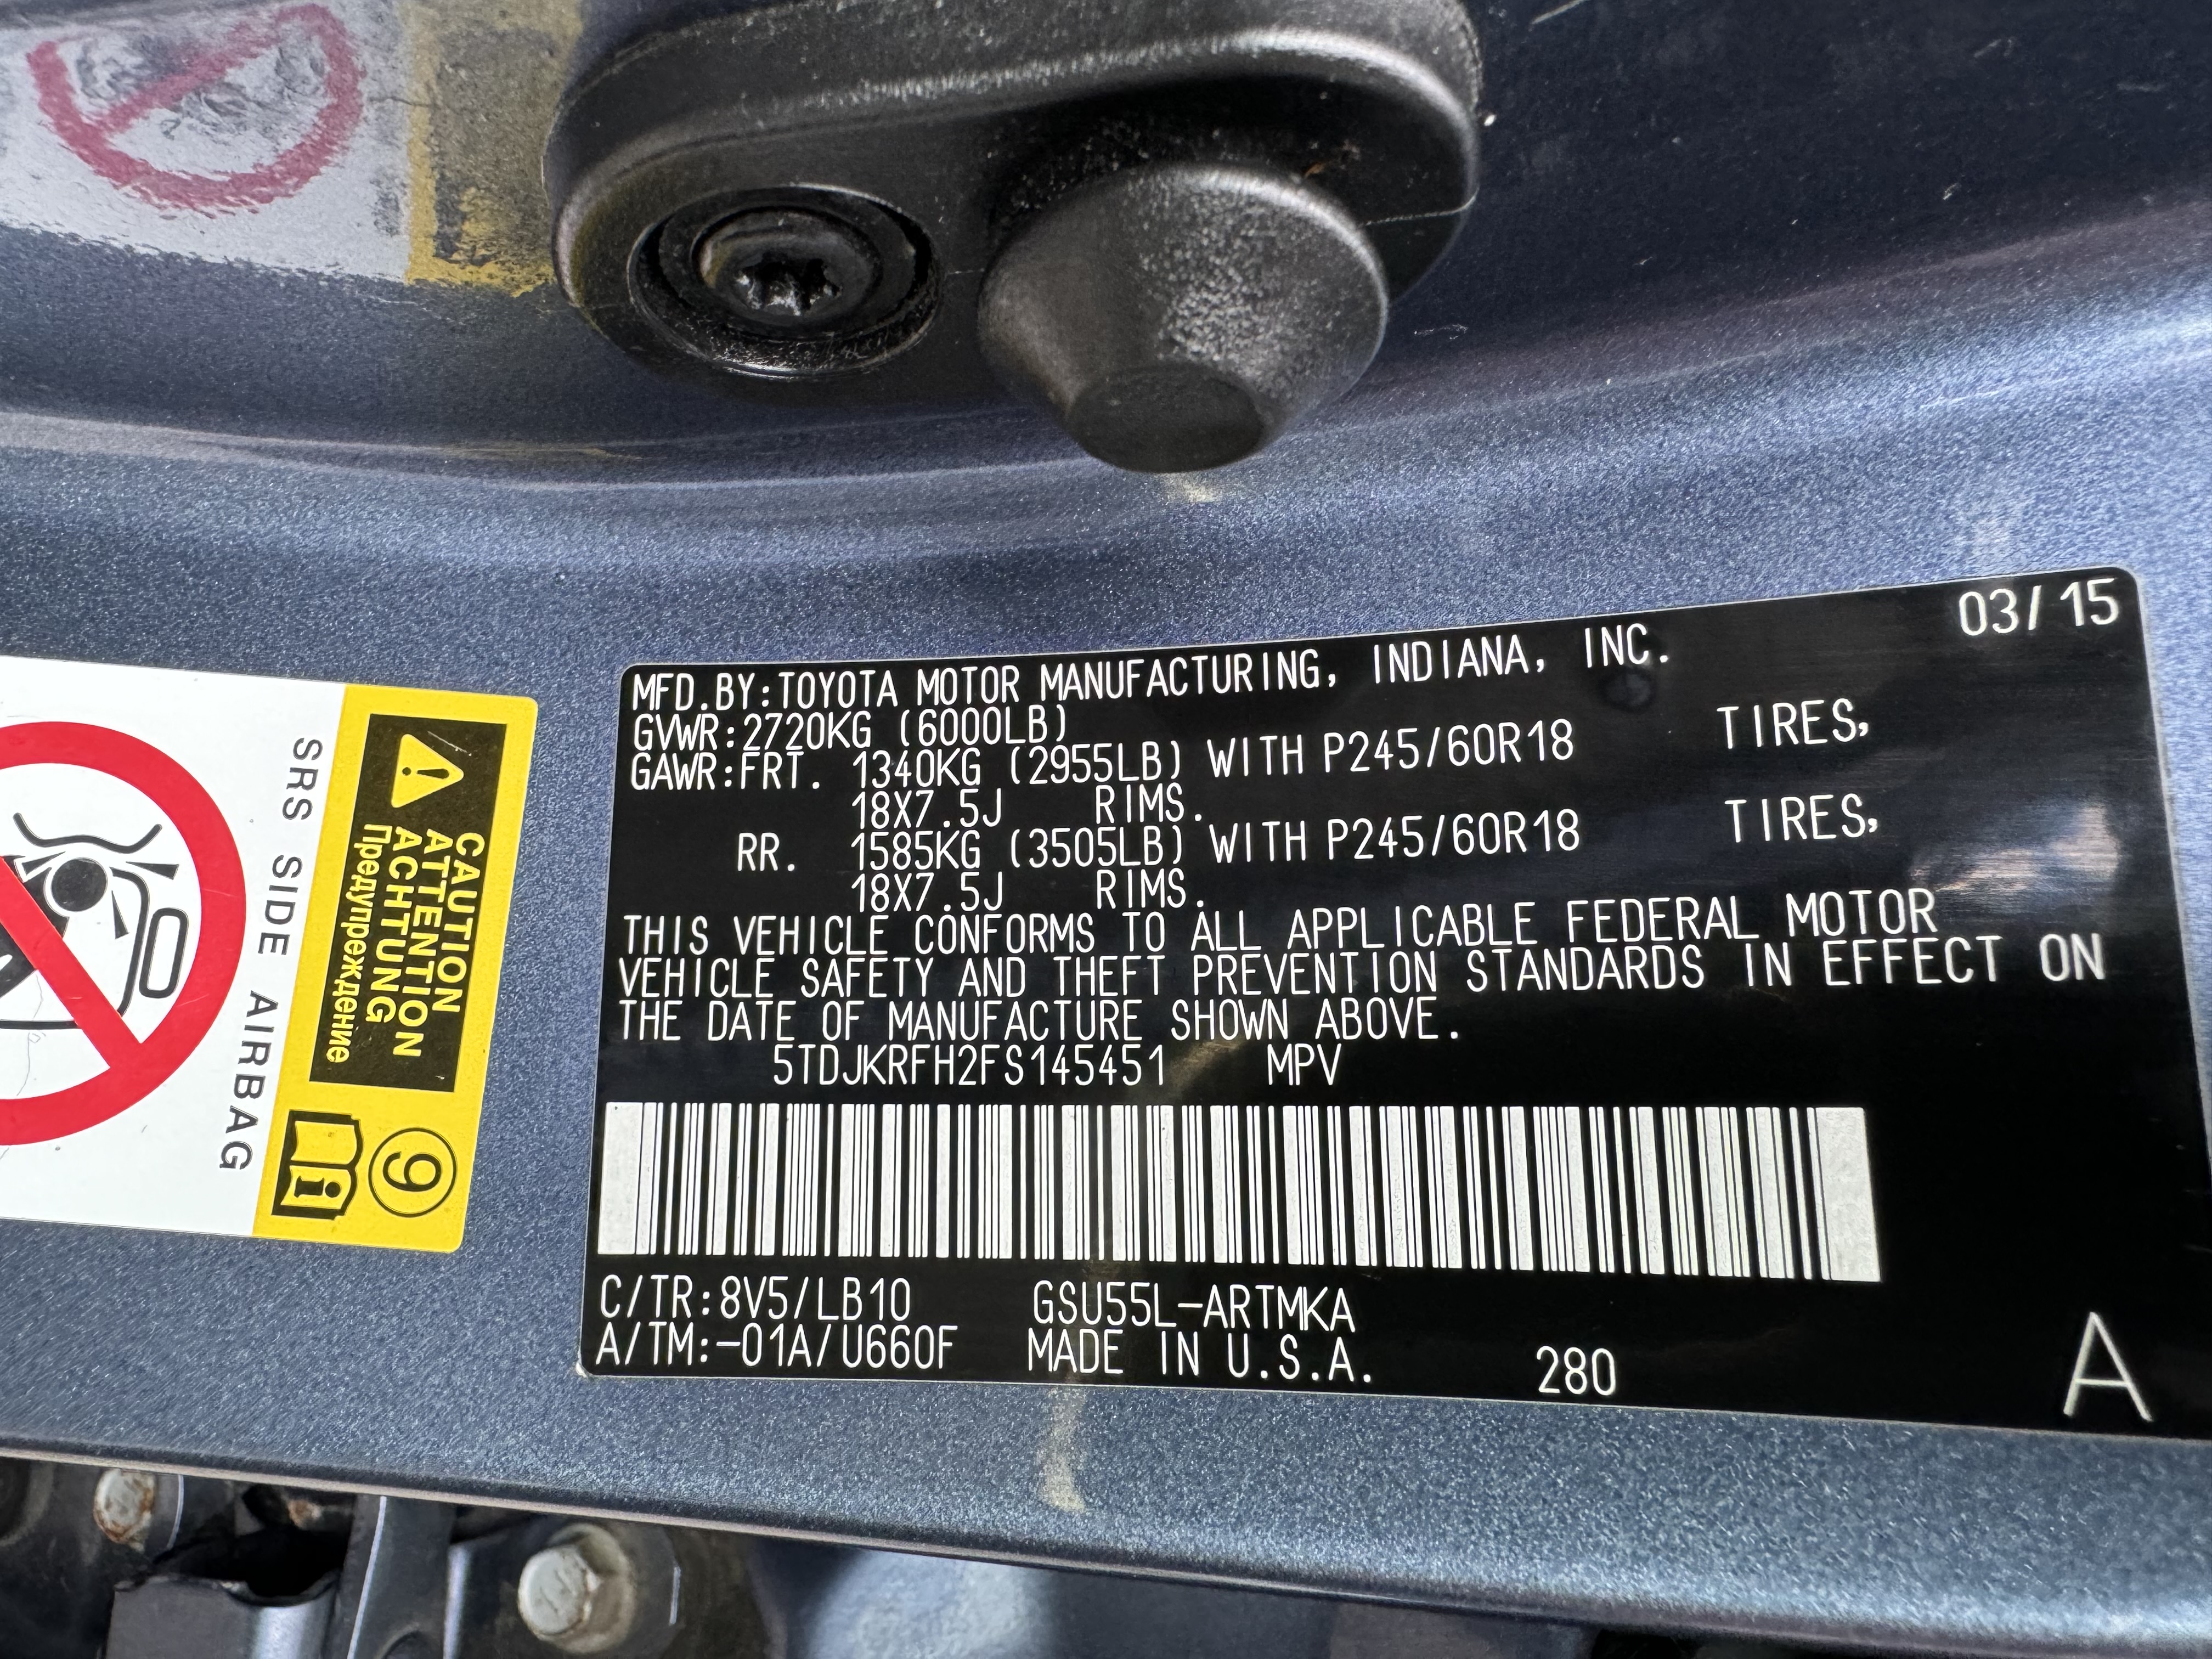 03/15
MFD.BY:TOYOTA MOTOR MANUFACTURING, INDIANA, INC.
GVWR:2720KG (6000LB)
GAWR:FRT. 1340KG (2955LB) WITH P245/60R18 TIRES,
18X7.5J RIMS.
RR. 1585KG (3505LB) WITH P245/60R18 TIRES,
18X7.5J RIMS.
THIS VEHICLE CONFORMS TO ALL APPLICABLE FEDERAL MOTOR
VEHICLE SAFETY AND THEFT PREVENTION STANDARDS IN EFFECT ON
THE DATE OF MANUFACTURE SHOWN ABOVE.
5TDJKRFH2FS145451 MPV
C/TR:8V5/LB10 GSU55L-ARTMKA
A/TM:-01A/U660F MADE IN U.S.A. 280
A
CAUTION
ATTENTION
ACHTUNG
Предупреждение
9
i
SRS SIDE AIRBAG